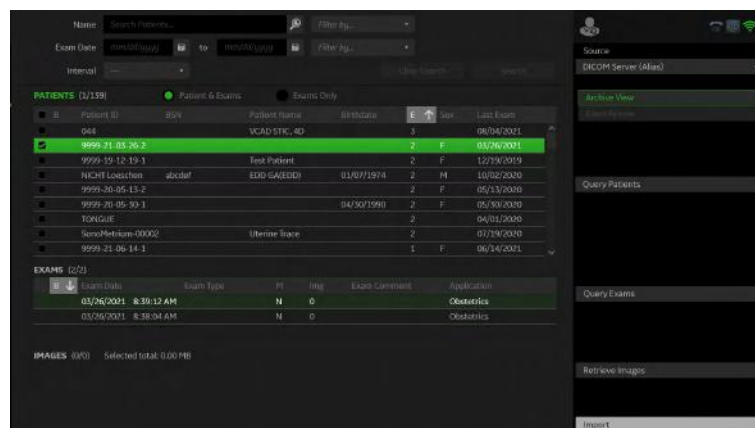 Name Search Patients... Filter by...
Exam Date mm/dd/yyyy to mm/dd/yyyy Filter by...
Interval ---
Clear Search Search
PATIENTS (1/159) Patient & Exams Exams Only
B Patient ID BSN Patient Name Birthdate E Sex Last Exam
044 VCAD STIC, 4D 3 08/04/2021
9999-21-03-26-2 2 F 03/26/2021
9999-19-12-19-1 Test Patient 2 F 12/19/2019
NICHT Loeschen abcdef EDD GA(EDD) 01/07/1974 2 M 10/02/2020
9999-20-05-13-2 2 F 05/13/2020
9999-20-05-30-1 04/30/1990 2 F 05/30/2020
TONGUE 2 04/01/2020
SonoMetrium-00002 Uterine Trace 2 07/19/2020
9999-21-06-14-1 1 F 06/14/2021
EXAMS (2/2)
B Exam Date Exam Type M Img Exam Comment Application
03/26/2021 8:39:12 AM N 0 Obstetrics
03/26/2021 8:38:04 AM N 0 Obstetrics
IMAGES (0/0) Selected total: 0.00 MB
Source
DICOM Server (Alias)
Archive View
Query Patients
Query Exams
Retrieve Images
Import